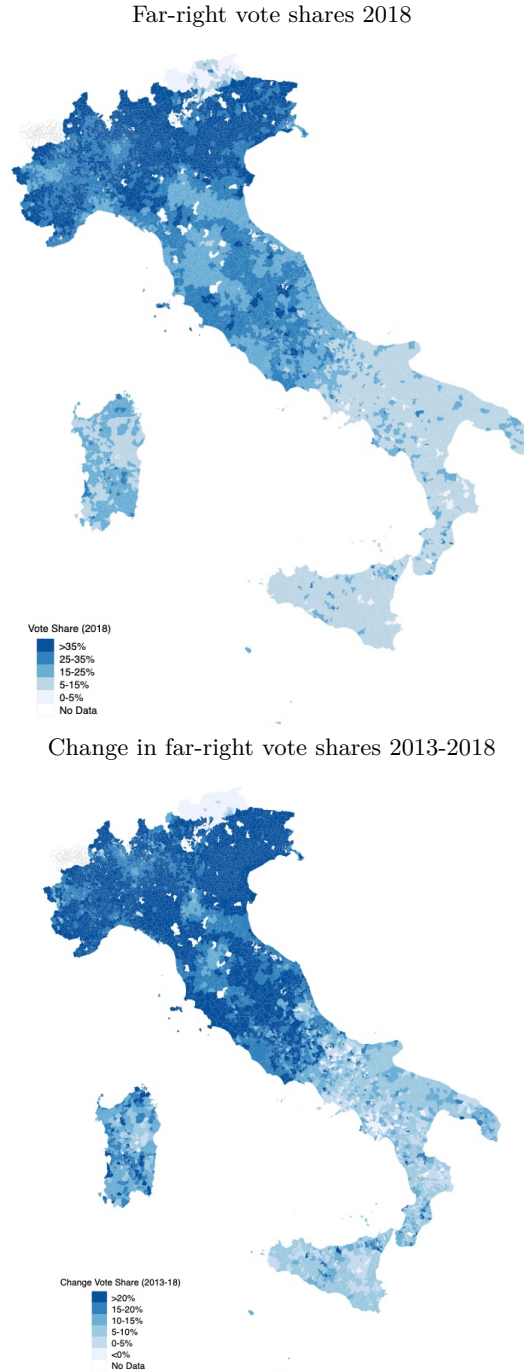 Far-right vote shares 2018
Vote Share (2018)
>35%
25-35%
15-25%
5-15%
0-5%
No Data
Change in far-right vote shares 2013-2018
Change Vote Share (2013-18)
>20%
15-20%
10-15%
5-10%
0-5%
<0%
No Data